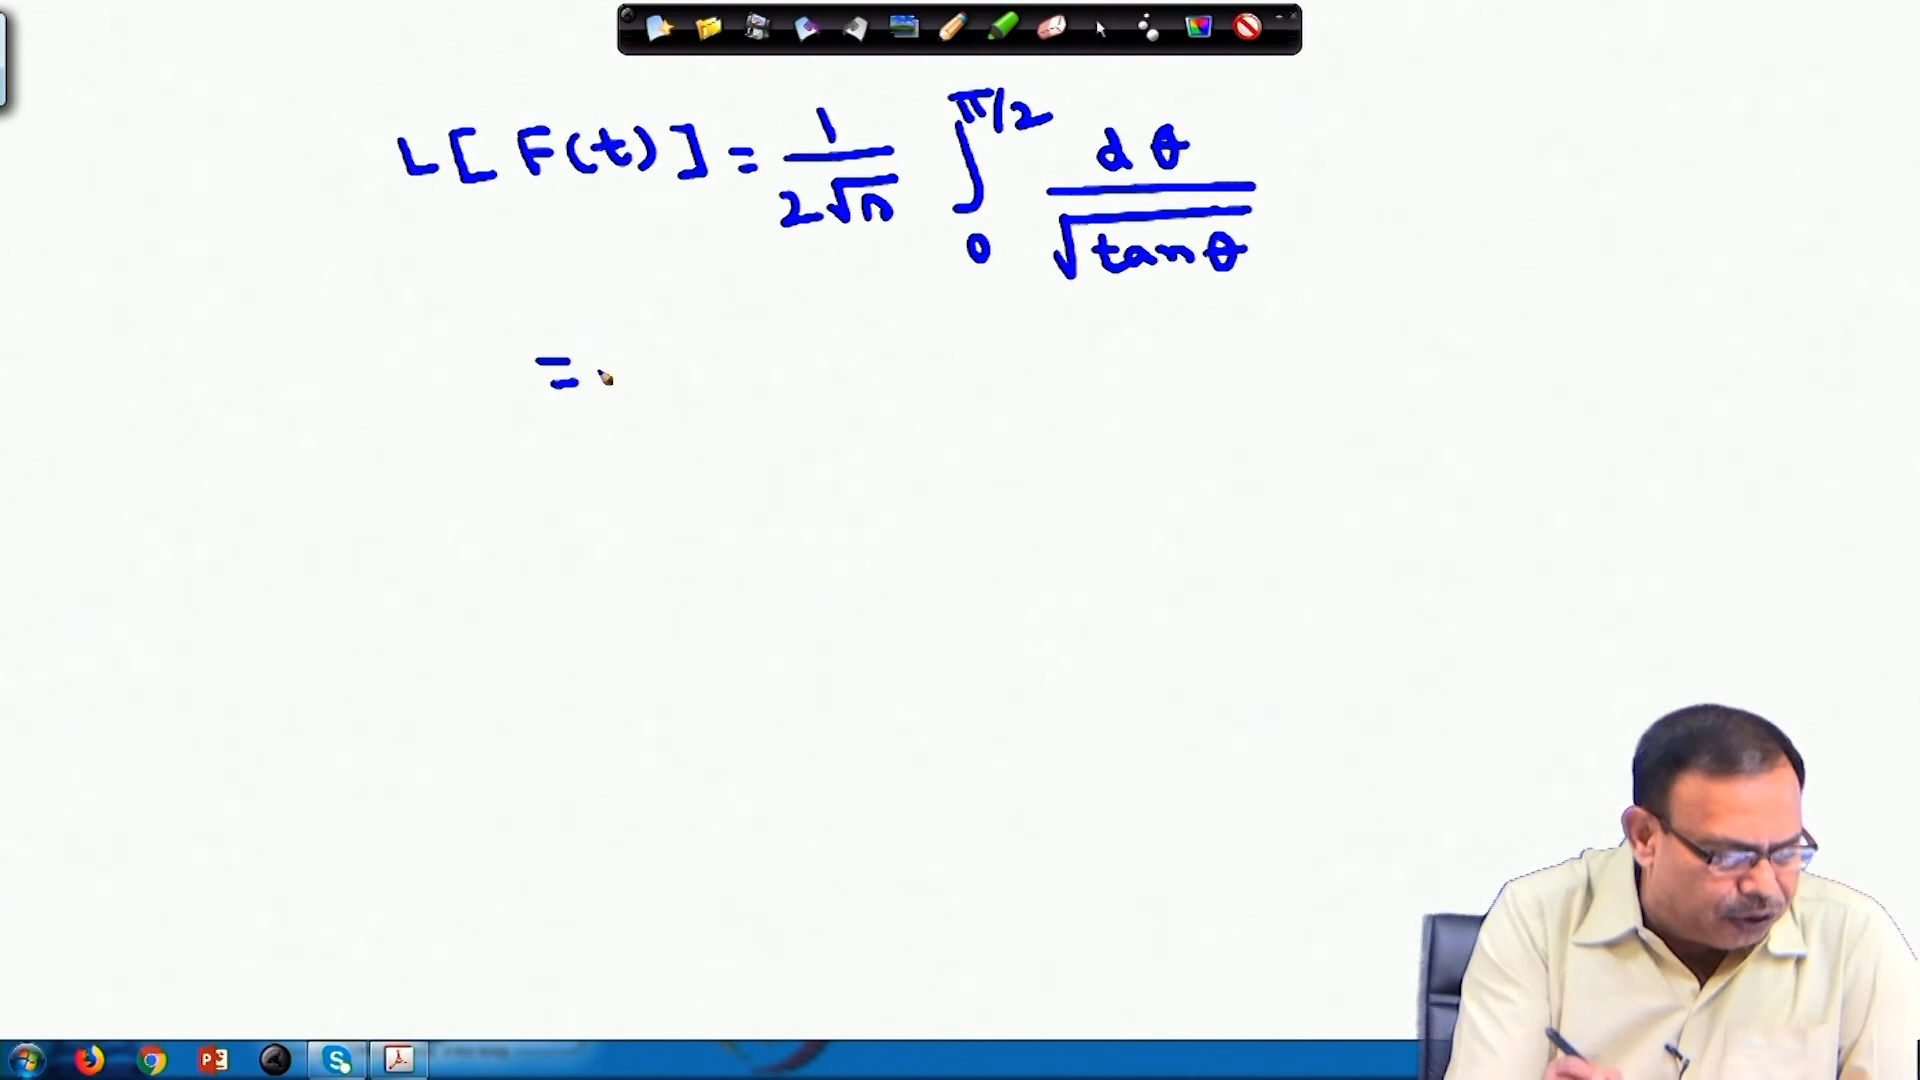 L[F(t)] = 1/(2√s) ∫₀^{π/2} dθ/√(tanθ)
=